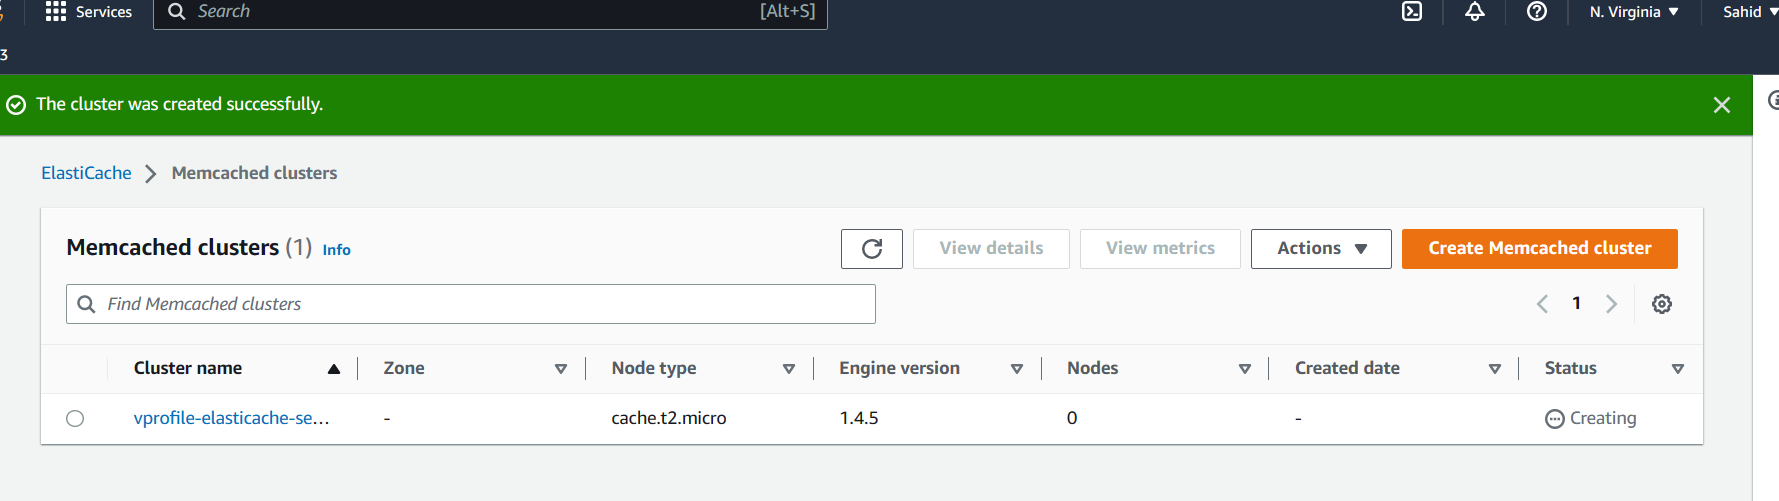 Services Search [Alt+S] N. Virginia Sahid
3
The cluster was created successfully.
ElastiCache Memcached clusters
Memcached clusters (1) Info View details View metrics Actions Create Memcached cluster
Find Memcached clusters 1
Cluster name Zone Node type Engine version Nodes Created date Status
vprofile-elasticache-se... - cache.t2.micro 1.4.5 0 - Creating